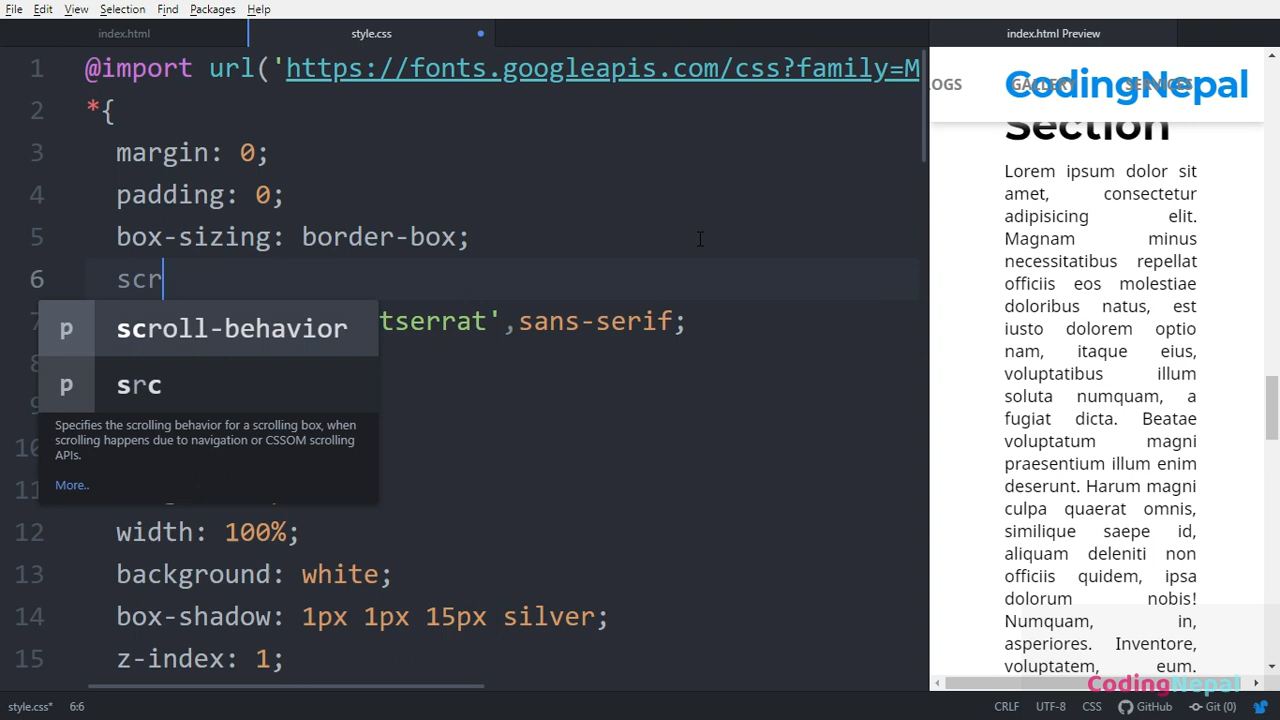 File Edit View Selection Find Packages Help
index.html
style.css
index.html Preview
1 @import url('https://fonts.googleapis.com/css?family=M
2 *{
3 margin: 0;
4 padding: 0;
5 box-sizing: border-box;
6 scr
tserrat',sans-serif;
p scroll-behavior
p src
Specifies the scrolling behavior for a scrolling box, when
scrolling happens due to navigation or CSSOM scrolling
APIs.
More..
12 width: 100%;
13 background: white;
14 box-shadow: 1px 1px 15px silver;
15 z-index: 1;
LOGS GALLERY SERVICES
CodingNepal
Section
Lorem ipsum dolor sit
amet, consectetur
adipisicing elit.
Magnam minus
necessitatibus repellat
officiis eos molestiae
doloribus natus, est
iusto dolorem optio
nam, itaque eius,
voluptatibus illum
soluta numquam, a
fugiat dicta. Beatae
voluptatum magni
praesentium illum enim
deserunt. Harum magni
culpa quaerat omnis,
similique saepe id,
aliquam deleniti non
officiis quidem, ipsa
dolorum nobis!
Numquam, in,
asperiores. Inventore,
voluptatem, eum.
CodingNepal
style.css* 6:6
CRLF UTF-8 CSS GitHub Git (0)